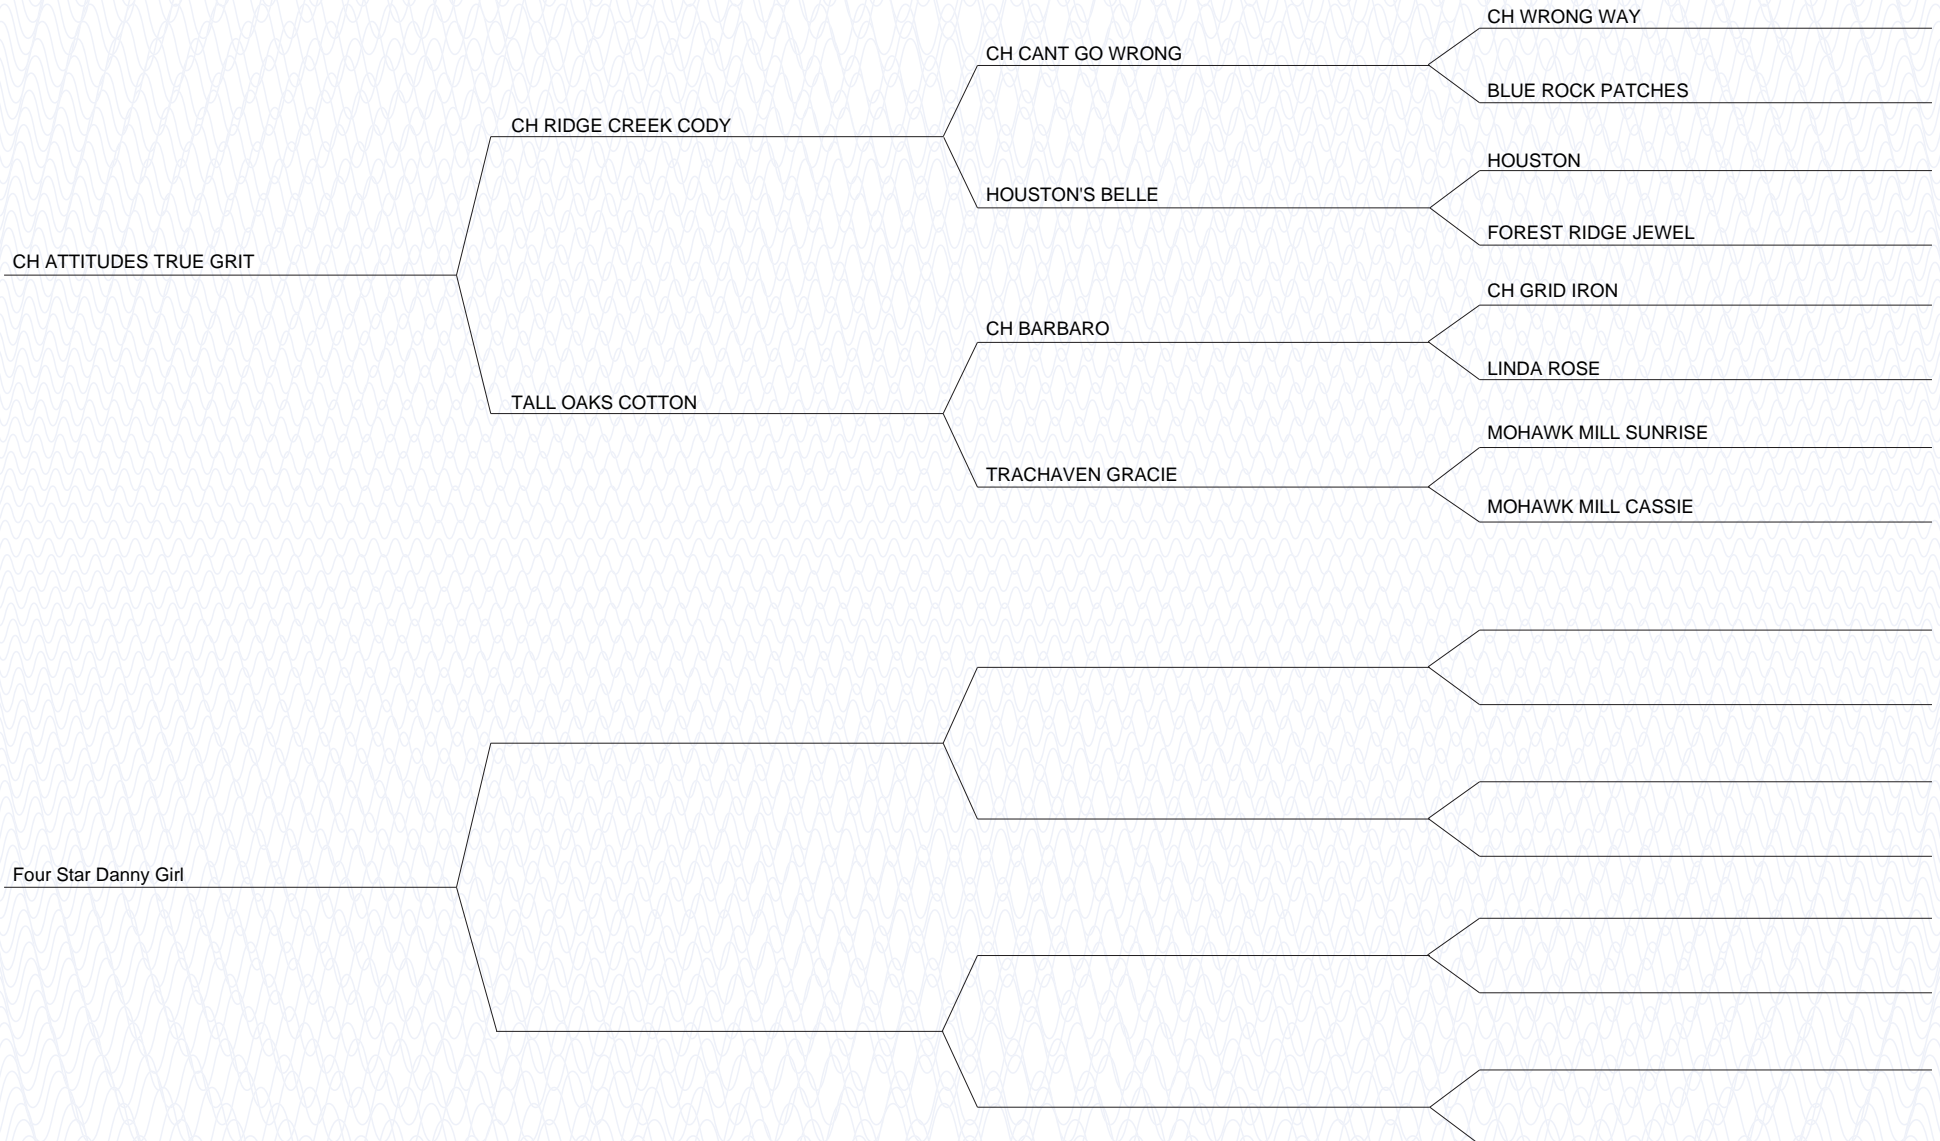 CH WRONG WAY
CH CANT GO WRONG
BLUE ROCK PATCHES
CH RIDGE CREEK CODY
HOUSTON
HOUSTON'S BELLE
FOREST RIDGE JEWEL
CH ATTITUDES TRUE GRIT
CH GRID IRON
CH BARBARO
LINDA ROSE
TALL OAKS COTTON
MOHAWK MILL SUNRISE
TRACHAVEN GRACIE
MOHAWK MILL CASSIE
Four Star Danny Girl